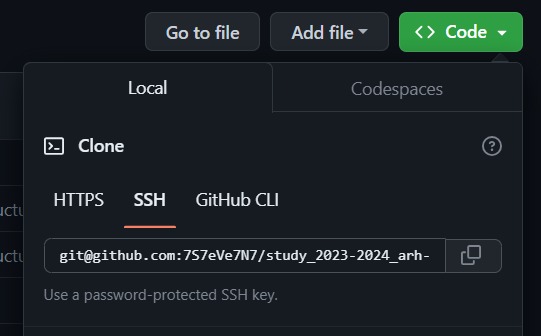 Go to file
Add file
Code
Local
Codespaces
Clone
HTTPS
SSH
GitHub CLI
git@github.com:7S7eVe7N7/study_2023-2024_arh-
Use a password-protected SSH key.